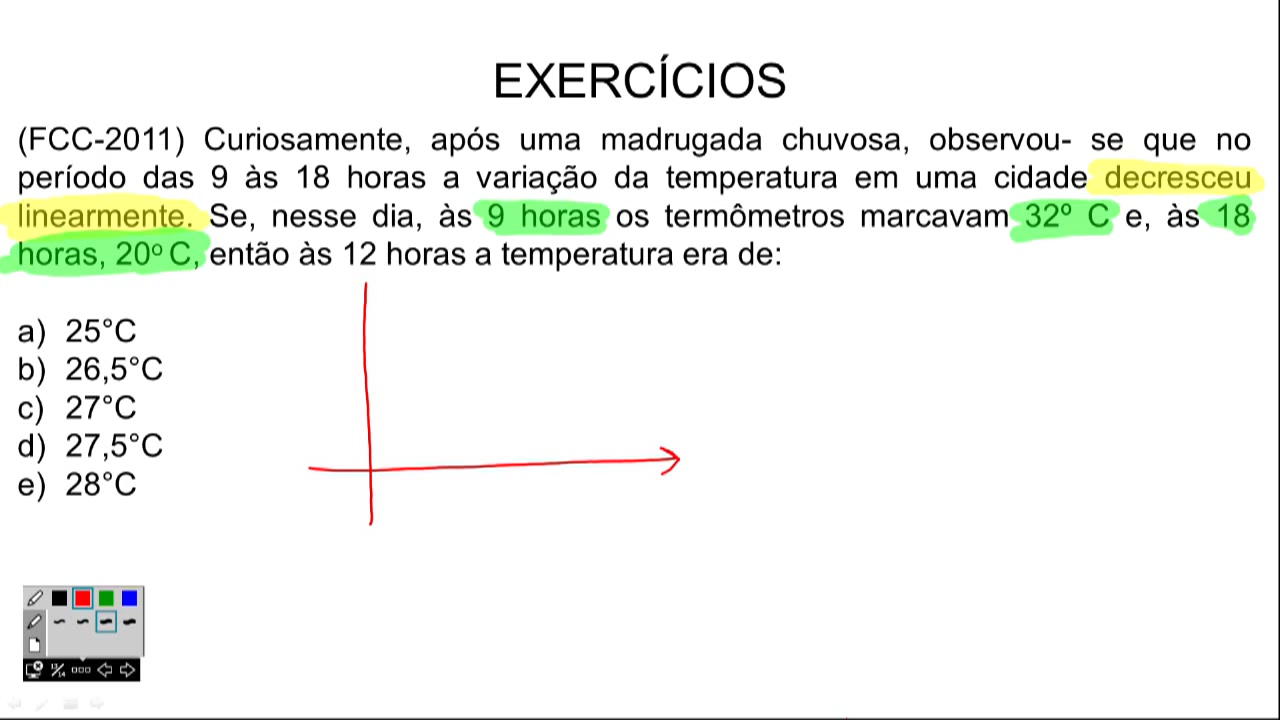 EXERCÍCIOS
(FCC-2011) Curiosamente, após uma madrugada chuvosa, observou- se que no
período das 9 às 18 horas a variação da temperatura em uma cidade decresceu
linearmente. Se, nesse dia, às 9 horas os termômetros marcavam 32º C e, às 18
horas, 20º C, então às 12 horas a temperatura era de:
a) 25°C
b) 26,5°C
c) 27°C
d) 27,5°C
e) 28°C